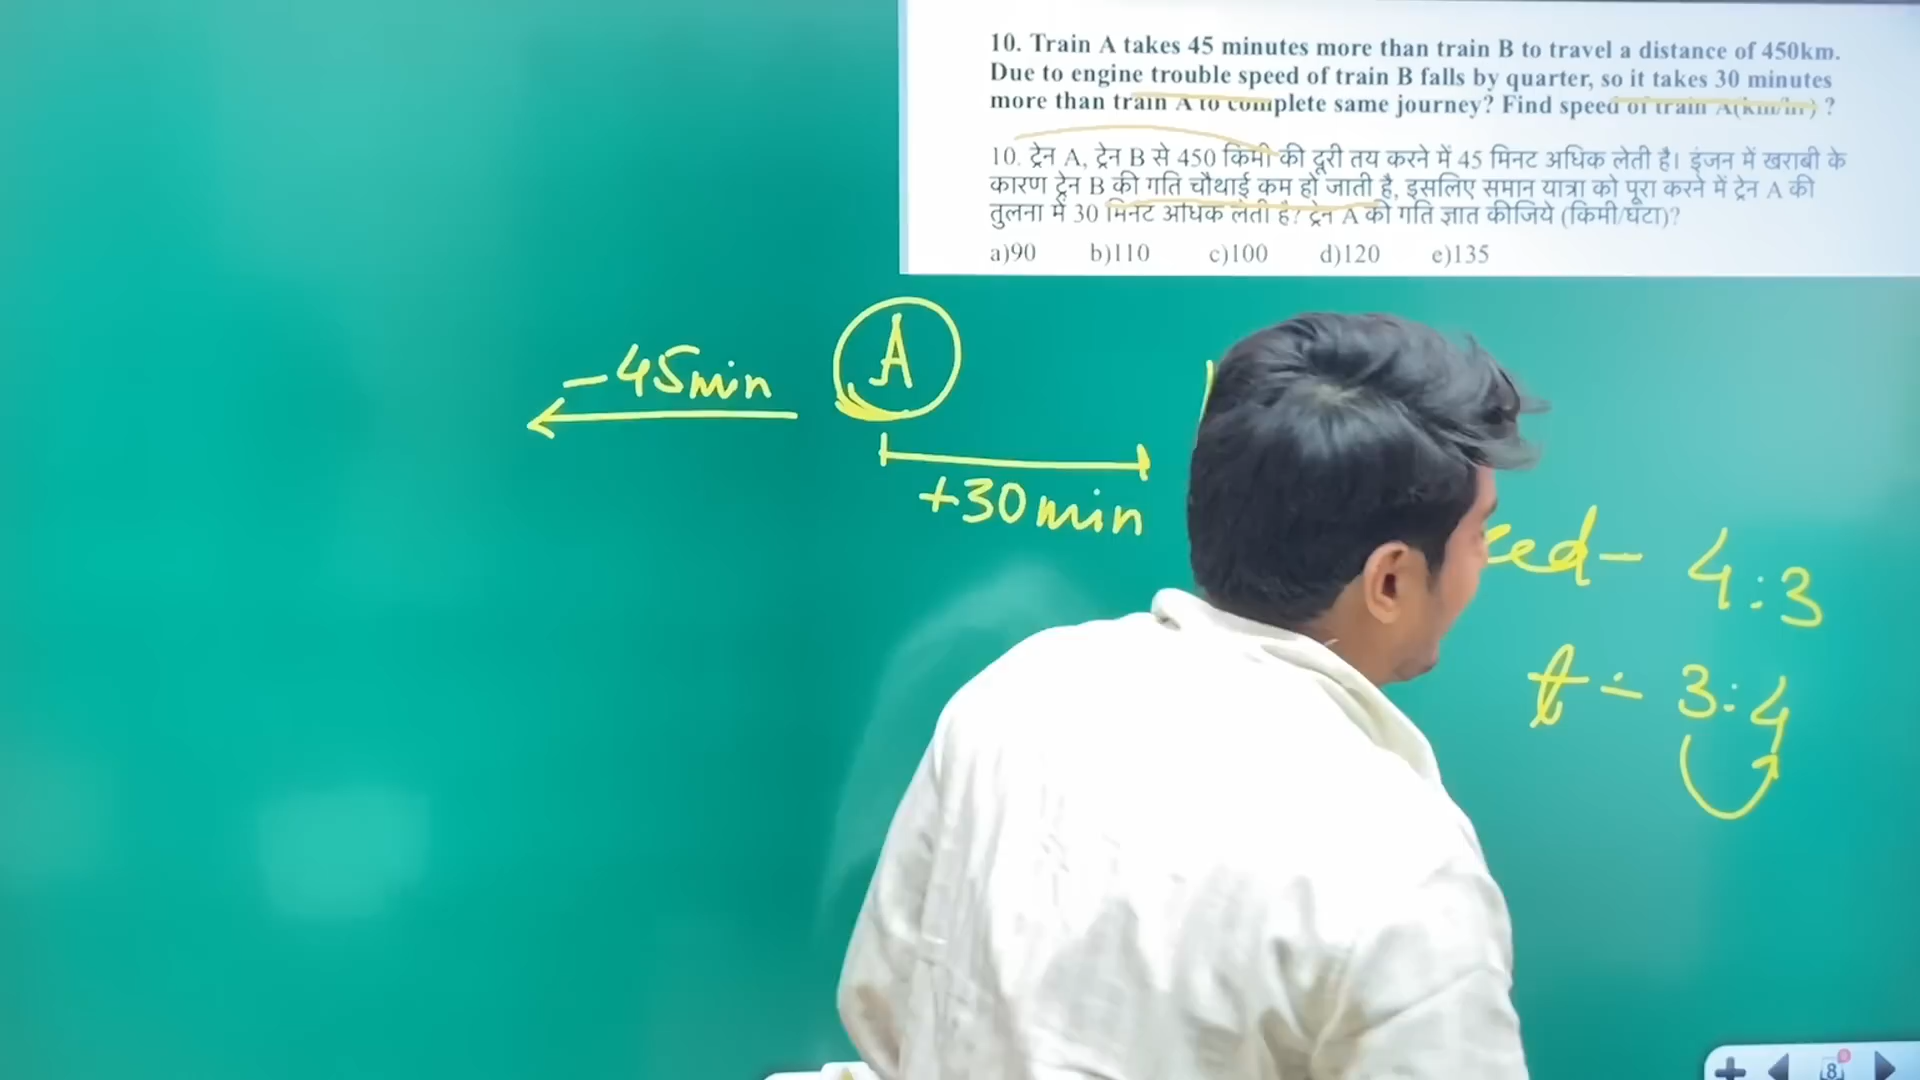 10. Train A takes 45 minutes more than train B to travel a distance of 450km.
Due to engine trouble speed of train B falls by quarter, so it takes 30 minutes
more than train A to complete same journey? Find speed of train A(km/hr) ?
10. ट्रेन A, ट्रेन B से 450 किमी की दूरी तय करने में 45 मिनट अधिक लेती है। इंजन में खराबी के
कारण ट्रेन B की गति चौथाई कम हो जाती है, इसलिए समान यात्रा को पूरा करने में ट्रेन A की
तुलना में 30 मिनट अधिक लेती है? ट्रेन A की गति ज्ञात कीजिये (किमी/घंटा)?
a)90 b)110 c)100 d)120 e)135
A
-45min
+30min
eed- 4:3
t- 3:4
8